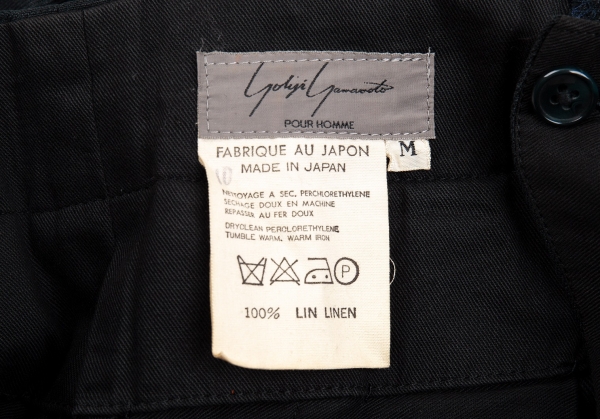 Yohji Yamamoto
POUR HOMME
M
FABRIQUE AU JAPON
MADE IN JAPAN
NETTOYAGE A SEC, PERCHLORETHYLENE
SECHAGE DOUX EN MACHINE
REPASSAGE AU FER DOUX
DRYCLEAN PERCLORETHYLENE,
TUMBLE WARM, WARM IRON
P
100% LIN LINEN